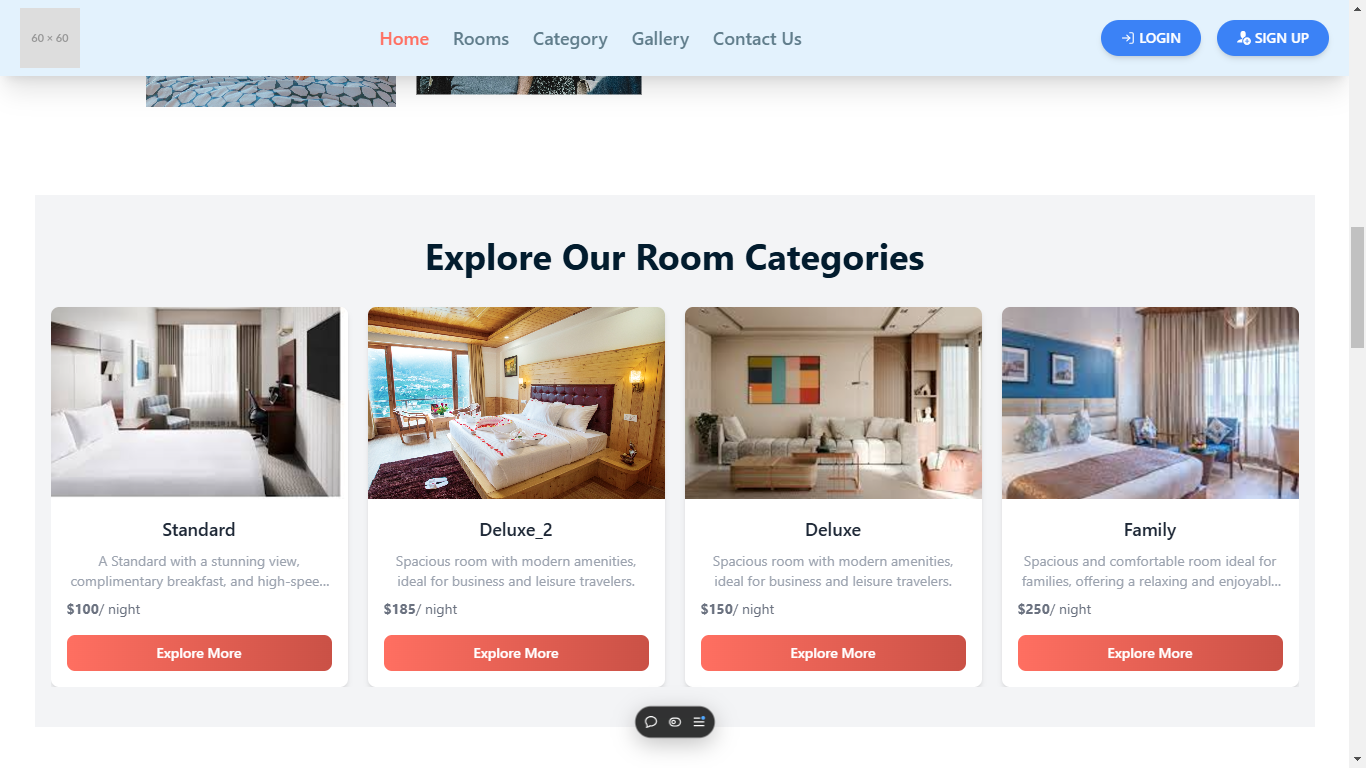 60 × 60
Home
Rooms
Category
Gallery
Contact Us
LOGIN
SIGN UP
Explore Our Room Categories
Standard
A Standard with a stunning view,
complimentary breakfast, and high-spee...
$100/ night
Explore More
Deluxe_2
Spacious room with modern amenities,
ideal for business and leisure travelers.
$185/ night
Explore More
Deluxe
Spacious room with modern amenities,
ideal for business and leisure travelers.
$150/ night
Explore More
Family
Spacious and comfortable room ideal for
families, offering a relaxing and enjoyabl...
$250/ night
Explore More